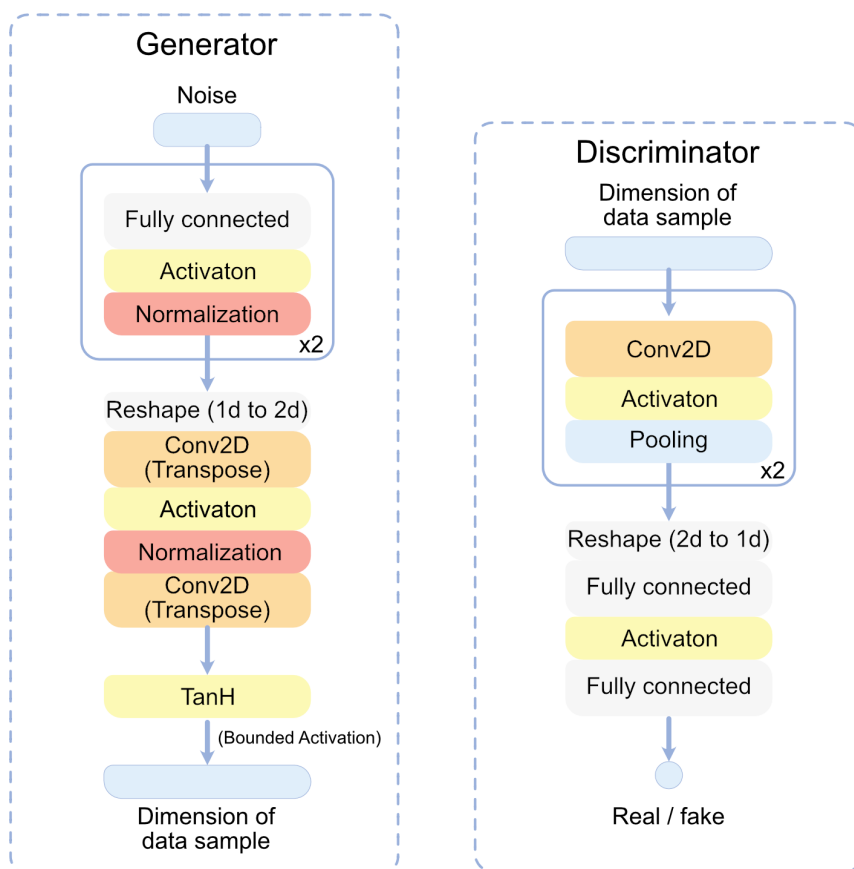 Generator
Noise
Fully connected
Activaton
Normalization
x2
Reshape (1d to 2d)
Conv2D
(Transpose)
Activaton
Normalization
Conv2D
(Transpose)
TanH
(Bounded Activation)
Dimension of
data sample
Discriminator
Dimension of
data sample
Conv2D
Activaton
Pooling
x2
Reshape (2d to 1d)
Fully connected
Activaton
Fully connected
Real / fake